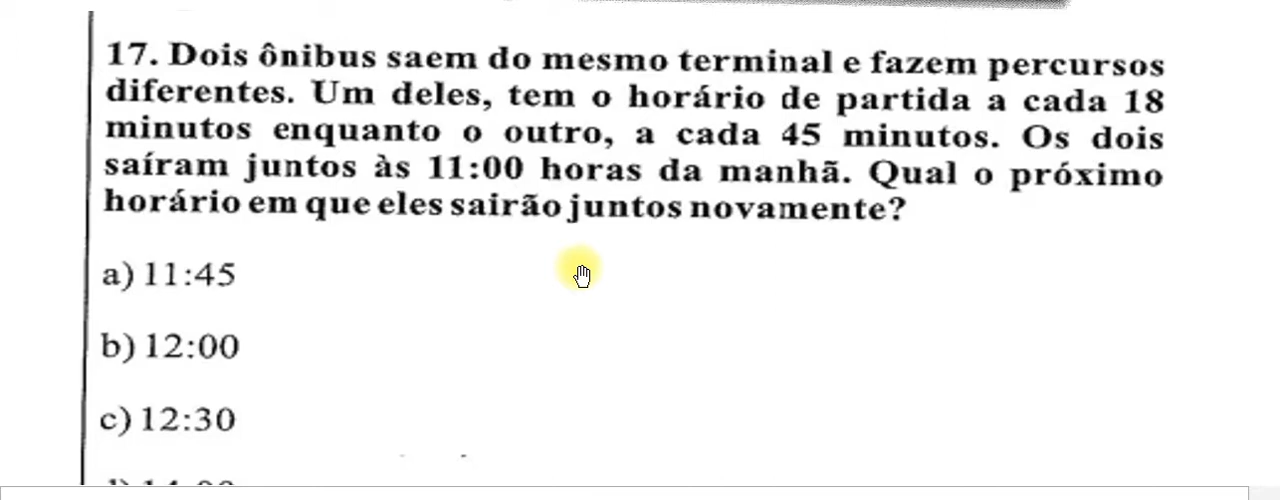 17. Dois ônibus saem do mesmo terminal e fazem percursos
diferentes. Um deles, tem o horário de partida a cada 18
minutos enquanto o outro, a cada 45 minutos. Os dois
saíram juntos às 11:00 horas da manhã. Qual o próximo
horário em que eles sairão juntos novamente?
a) 11:45
b) 12:00
c) 12:30